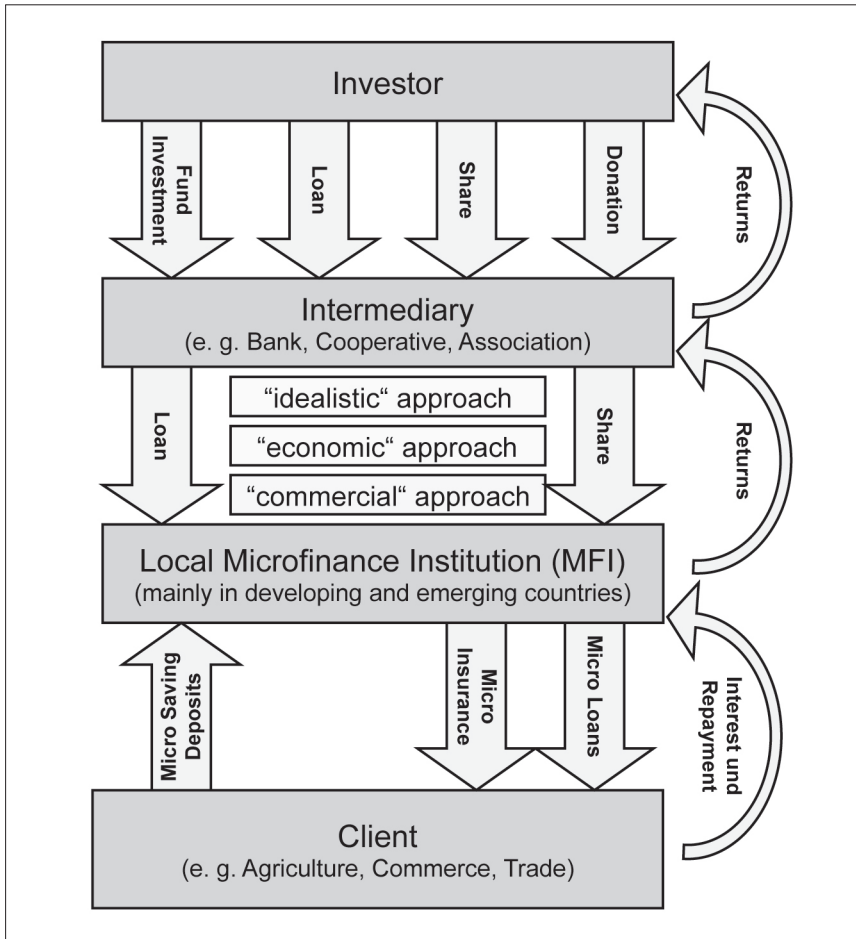 Investor
Fund
Investment
Loan
Share
Donation
Returns
Intermediary
(e. g. Bank, Cooperative, Association)
Loan
“idealistic“ approach
“economic“ approach
“commercial“ approach
Share
Returns
Local Microfinance Institution (MFI)
(mainly in developing and emerging countries)
Micro Saving
Deposits
Micro
Insurance
Micro Loans
Interest und
Repayment
Client
(e. g. Agriculture, Commerce, Trade)